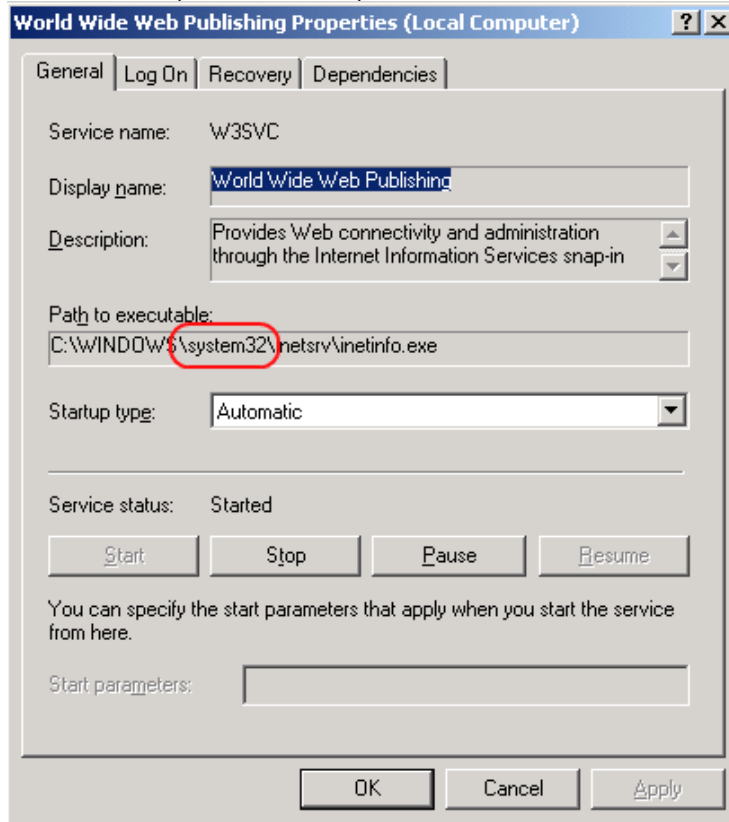 World Wide Web Publishing Properties (Local Computer)
General Log On Recovery Dependencies
Service name: W3SVC
Display name: World Wide Web Publishing
Description: Provides Web connectivity and administration
through the Internet Information Services snap-in
Path to executable:
C:\WINDOWS\system32\inetsrv\inetinfo.exe
Startup type: Automatic
Service status: Started
Start Stop Pause Resume
You can specify the start parameters that apply when you start the service
from here.
Start parameters:
OK Cancel Apply